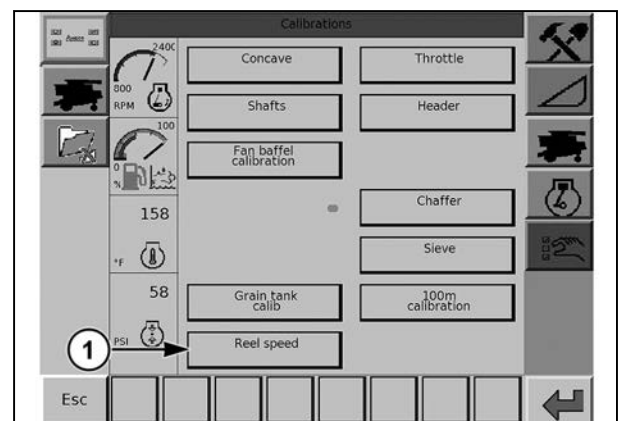 Calibrations
2400
800
RPM
Concave
Throttle
Shafts
Header
100
0
%
Fan baffel
calibration
158
°F
Chaffer
Sieve
58
PSI
Grain tank
calib
100m
calibration
1
Reel speed
Esc